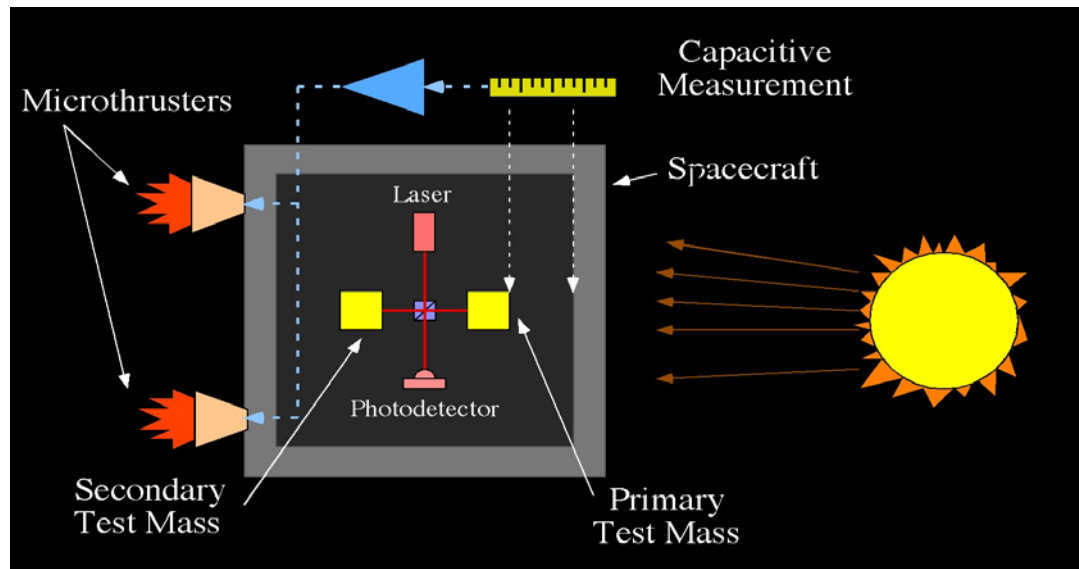 Capacitive
Measurement
Microthrusters
Spacecraft
Laser
Photodetector
Secondary
Test Mass
Primary
Test Mass